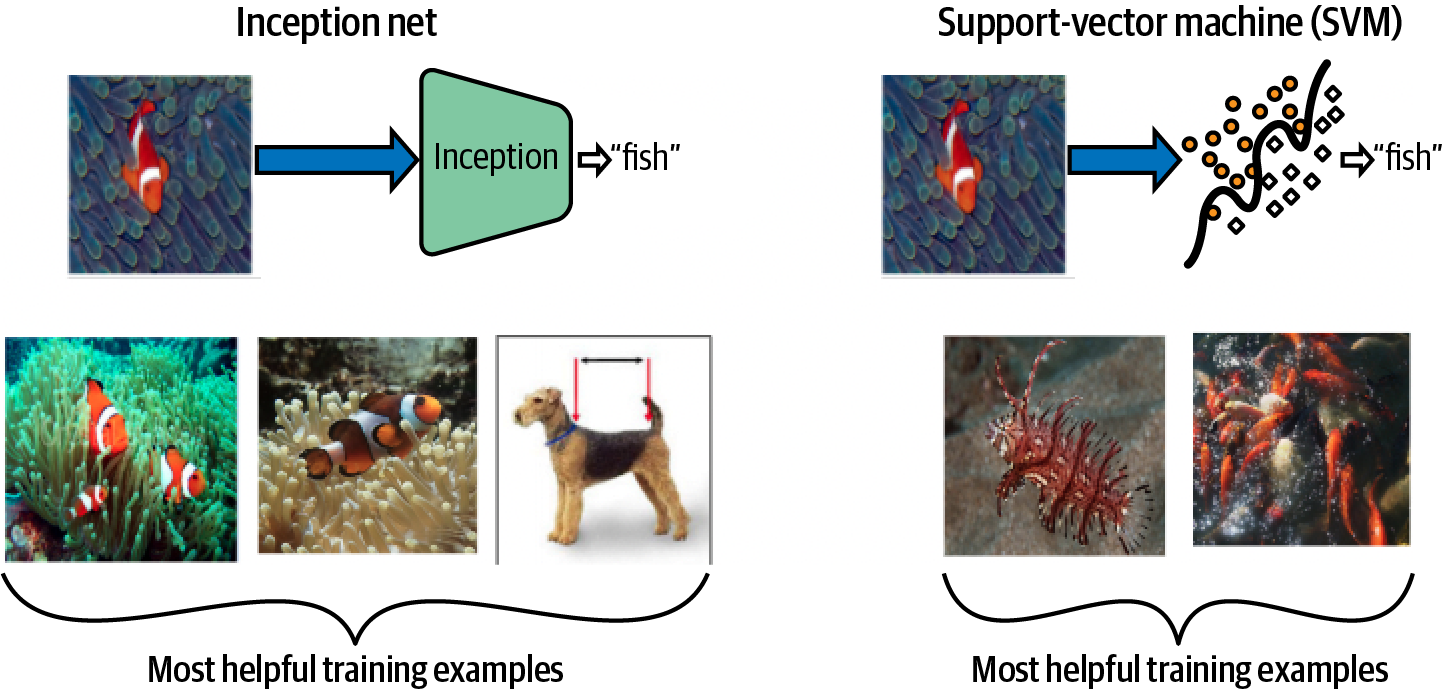 Inception net
Inception
“fish”
Most helpful training examples
Support-vector machine (SVM)
“fish”
Most helpful training examples